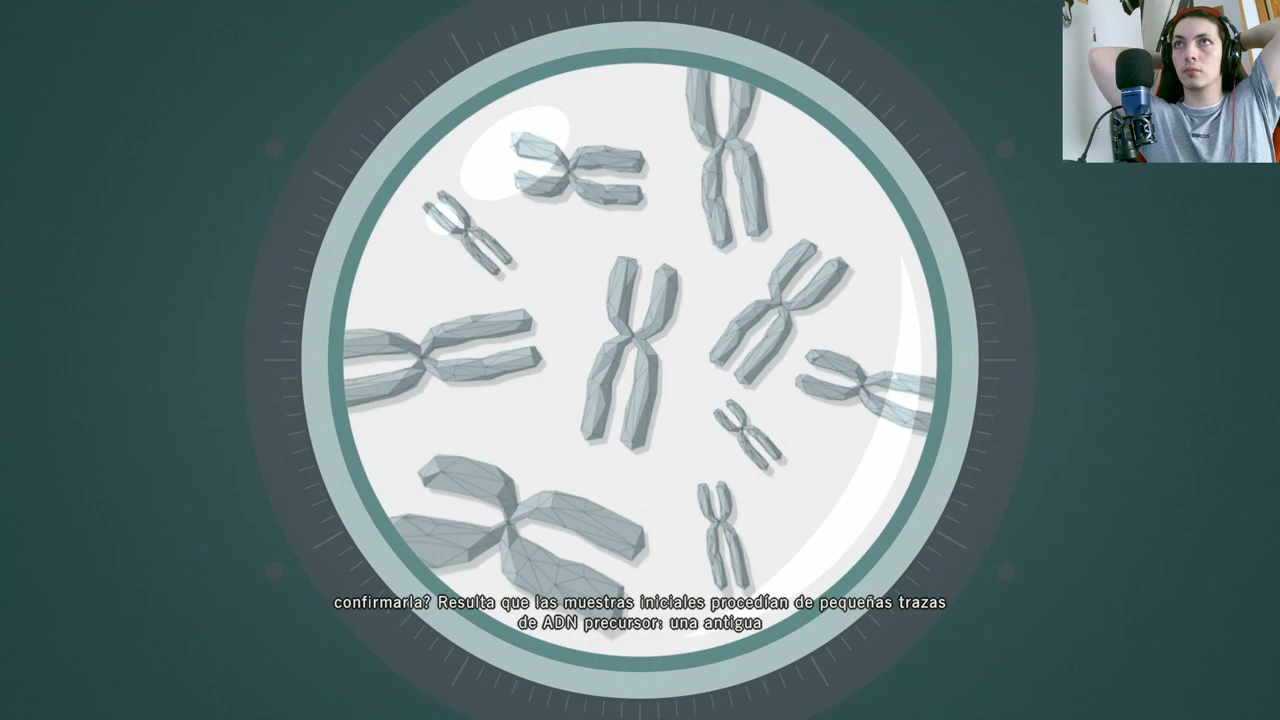 confirmarla? Resulta que las muestras iniciales procedían de pequeñas trazas
de ADN precursor: una antigua